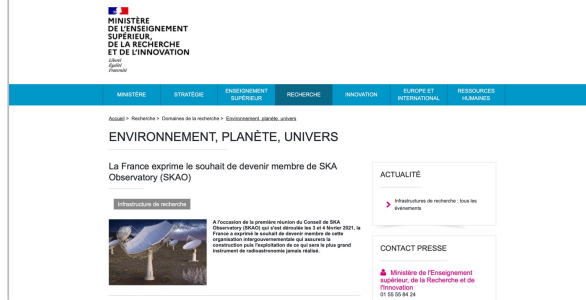 MINISTÈRE
DE L'ENSEIGNEMENT
SUPÉRIEUR,
DE LA RECHERCHE
ET DE L'INNOVATION
Liberté
Égalité
Fraternité
MINISTÈRE
STRATÉGIE
ENSEIGNEMENT
SUPÉRIEUR
RECHERCHE
INNOVATION
EUROPE ET
INTERNATIONAL
RESSOURCES
HUMAINES
Accueil > Recherche > Domaines de la recherche > Environnement, planète, univers
ENVIRONNEMENT, PLANÈTE, UNIVERS
La France exprime le souhait de devenir membre de SKA
Observatory (SKAO)
Infrastructure de recherche
A l'occasion de la première réunion du Conseil de SKA
Observatory (SKAO) qui s'est déroulée les 3 et 4 février 2021, la
France a exprimé le souhait de devenir membre de cette
organisation intergouvernementale qui assurera la
construction puis l'exploitation de ce qui sera le plus grand
instrument de radioastronomie jamais réalisé.
ACTUALITÉ
Infrastructures de recherche : tous les
événements
CONTACT PRESSE
Ministère de l'Enseignement
supérieur, de la Recherche et de
l'Innovation
01 55 55 84 24